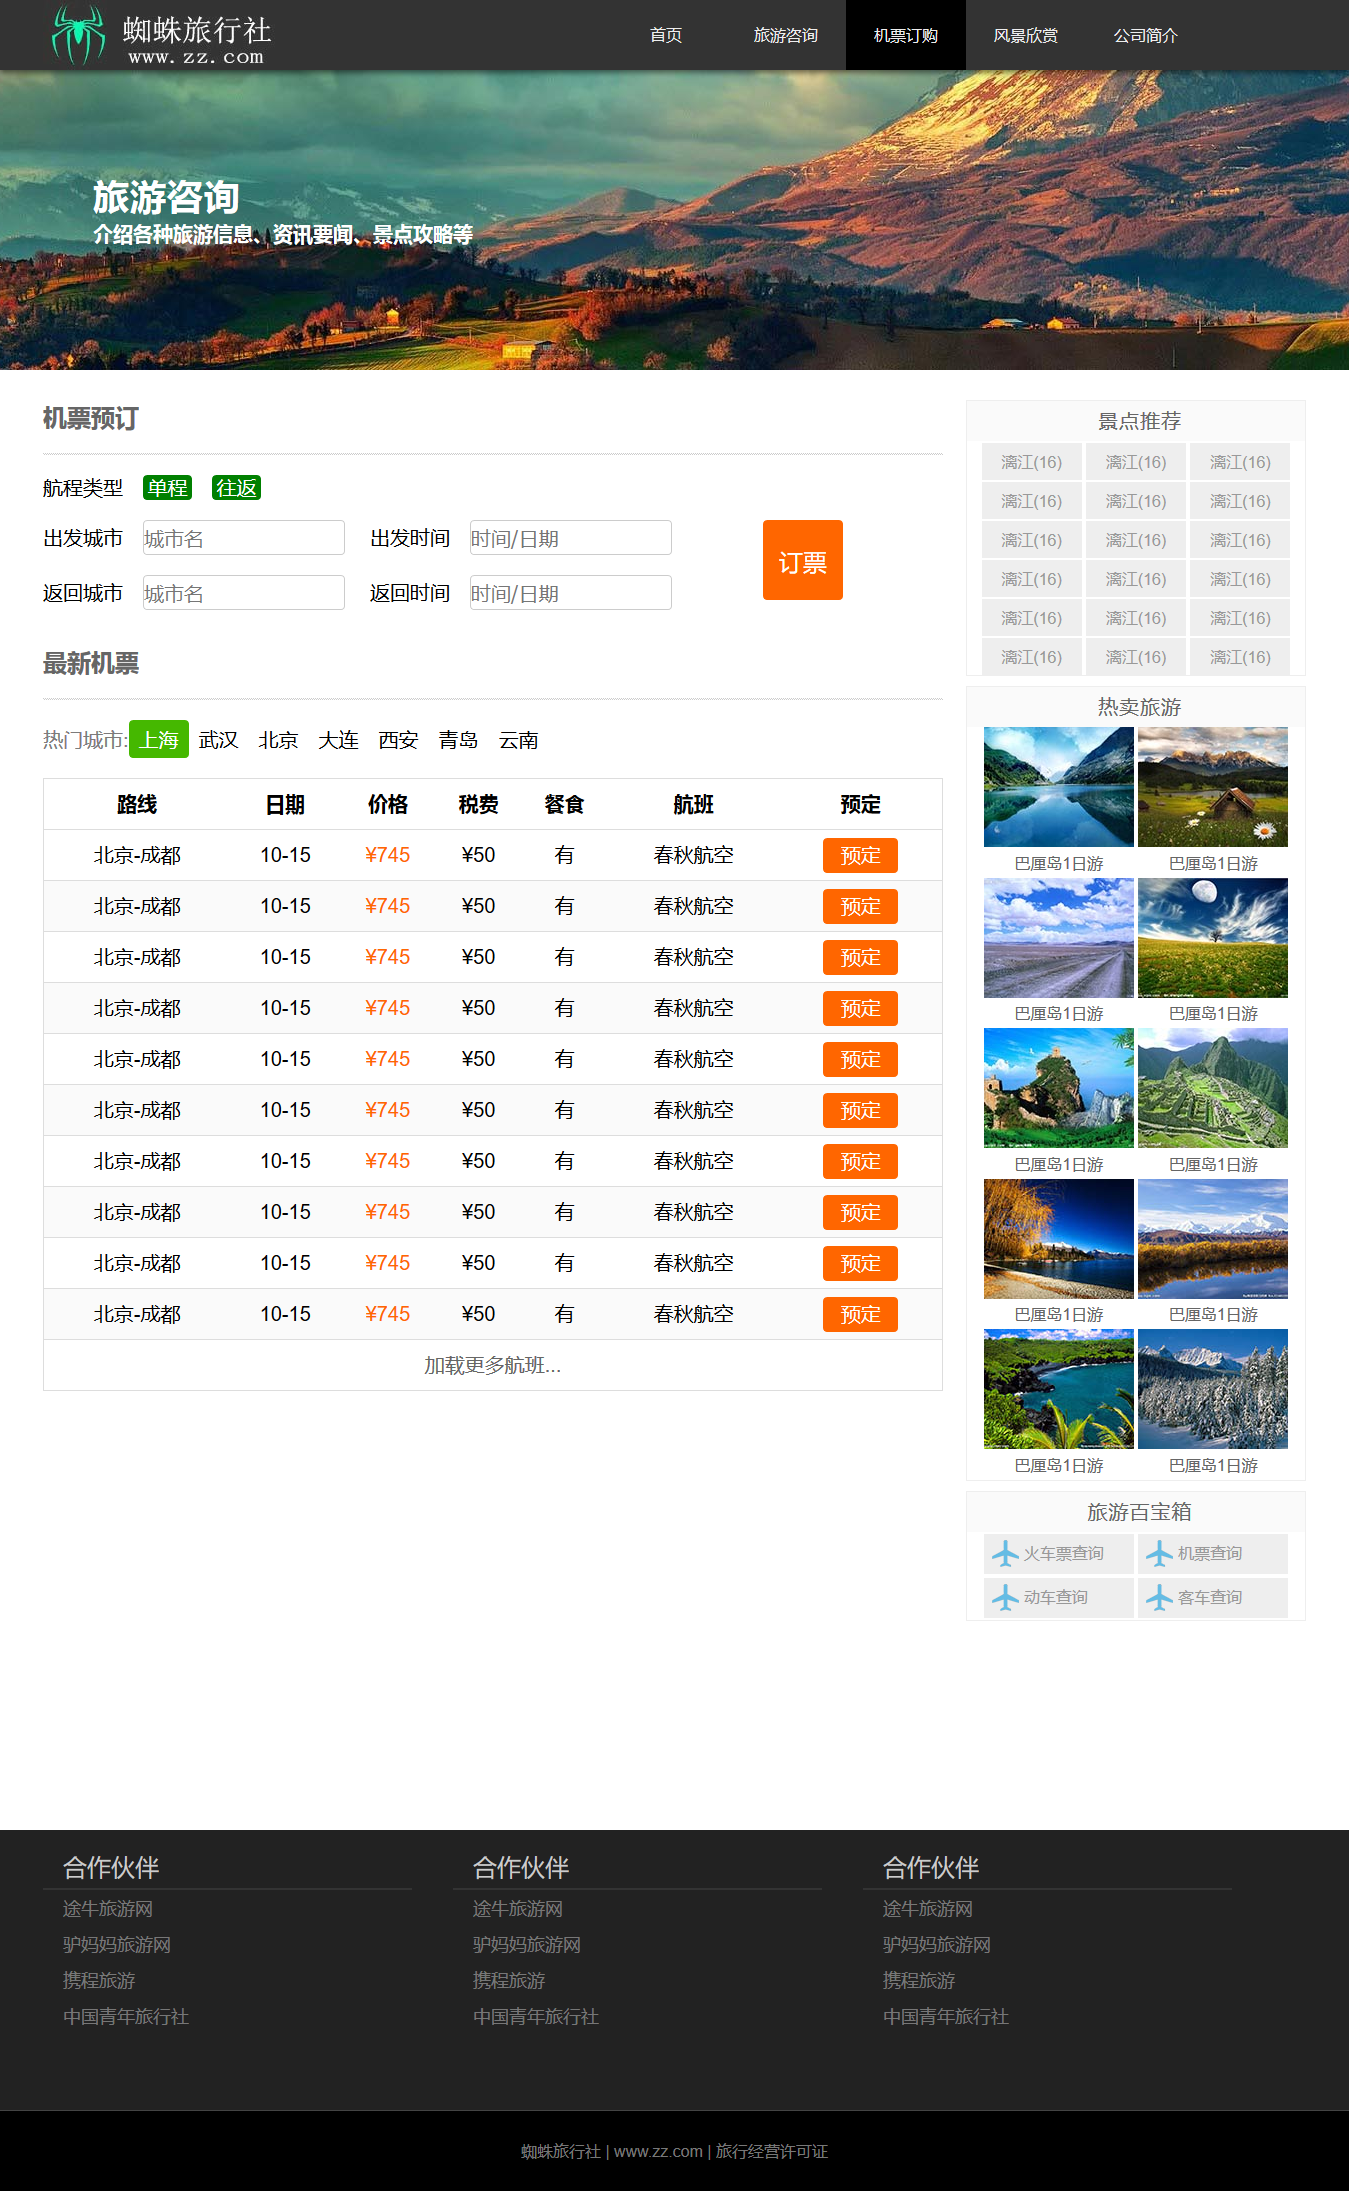 蜘蛛旅行社
www.zz.com
首页 旅游咨询 机票订购 风景欣赏 公司简介
旅游咨询
介绍各种旅游信息、资讯要闻、景点攻略等
机票预订
航程类型 单程 往返
出发城市 城市名 出发时间 时间/日期
返回城市 城市名 返回时间 时间/日期
订票
最新机票
热门城市: 上海 武汉 北京 大连 西安 青岛 云南
路线 日期 价格 税费 餐食 航班 预定
北京-成都 10-15 ¥745 ¥50 有 春秋航空 预定
北京-成都 10-15 ¥745 ¥50 有 春秋航空 预定
北京-成都 10-15 ¥745 ¥50 有 春秋航空 预定
北京-成都 10-15 ¥745 ¥50 有 春秋航空 预定
北京-成都 10-15 ¥745 ¥50 有 春秋航空 预定
北京-成都 10-15 ¥745 ¥50 有 春秋航空 预定
北京-成都 10-15 ¥745 ¥50 有 春秋航空 预定
北京-成都 10-15 ¥745 ¥50 有 春秋航空 预定
北京-成都 10-15 ¥745 ¥50 有 春秋航空 预定
北京-成都 10-15 ¥745 ¥50 有 春秋航空 预定
加载更多航班...
景点推荐
漓江(16) 漓江(16) 漓江(16)
漓江(16) 漓江(16) 漓江(16)
漓江(16) 漓江(16) 漓江(16)
漓江(16) 漓江(16) 漓江(16)
漓江(16) 漓江(16) 漓江(16)
漓江(16) 漓江(16) 漓江(16)
热卖旅游
巴厘岛1日游 巴厘岛1日游
巴厘岛1日游 巴厘岛1日游
巴厘岛1日游 巴厘岛1日游
巴厘岛1日游 巴厘岛1日游
巴厘岛1日游 巴厘岛1日游
旅游百宝箱
火车票查询 机票查询
动车查询 客车查询
合作伙伴
途牛旅游网
驴妈妈旅游网
携程旅游
中国青年旅行社
合作伙伴
途牛旅游网
驴妈妈旅游网
携程旅游
中国青年旅行社
合作伙伴
途牛旅游网
驴妈妈旅游网
携程旅游
中国青年旅行社
蜘蛛旅行社 | www.zz.com | 旅行经营许可证